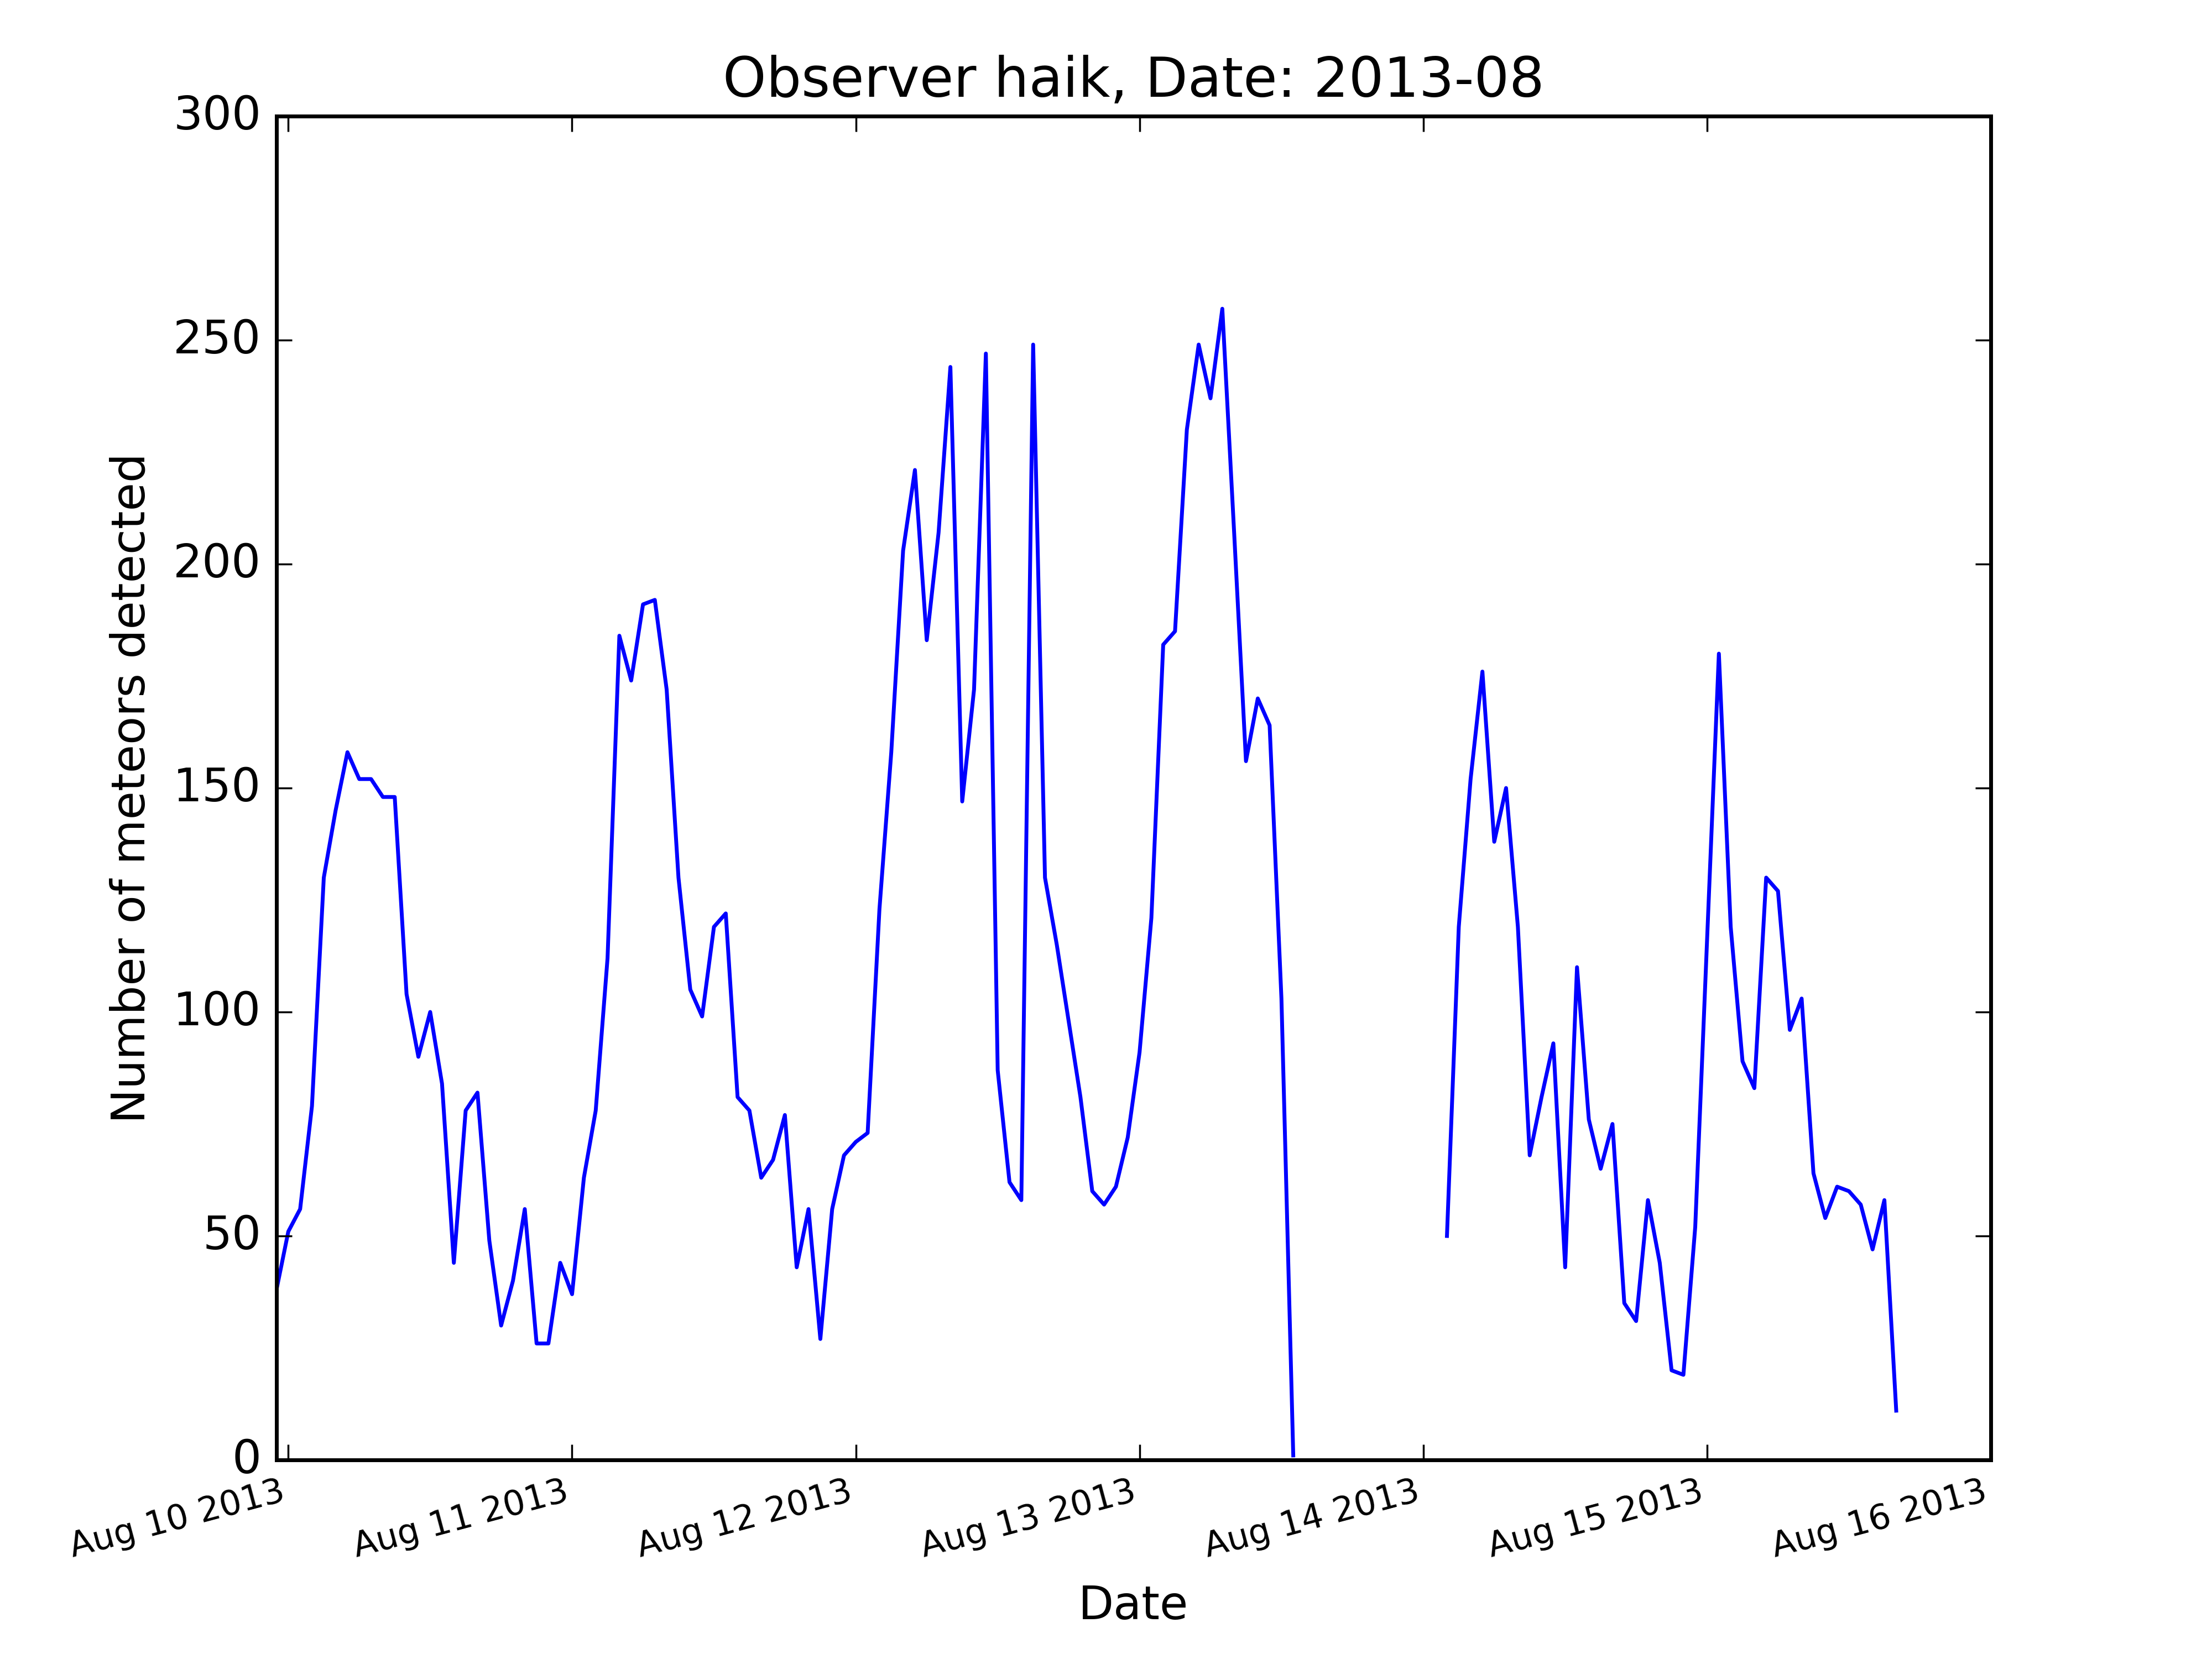 Observer haik, Date: 2013-08
300
250
200
150
100
50
0
Number of meteors detected
Aug 10 2013
Aug 11 2013
Aug 12 2013
Aug 13 2013
Aug 14 2013
Aug 15 2013
Aug 16 2013
Date